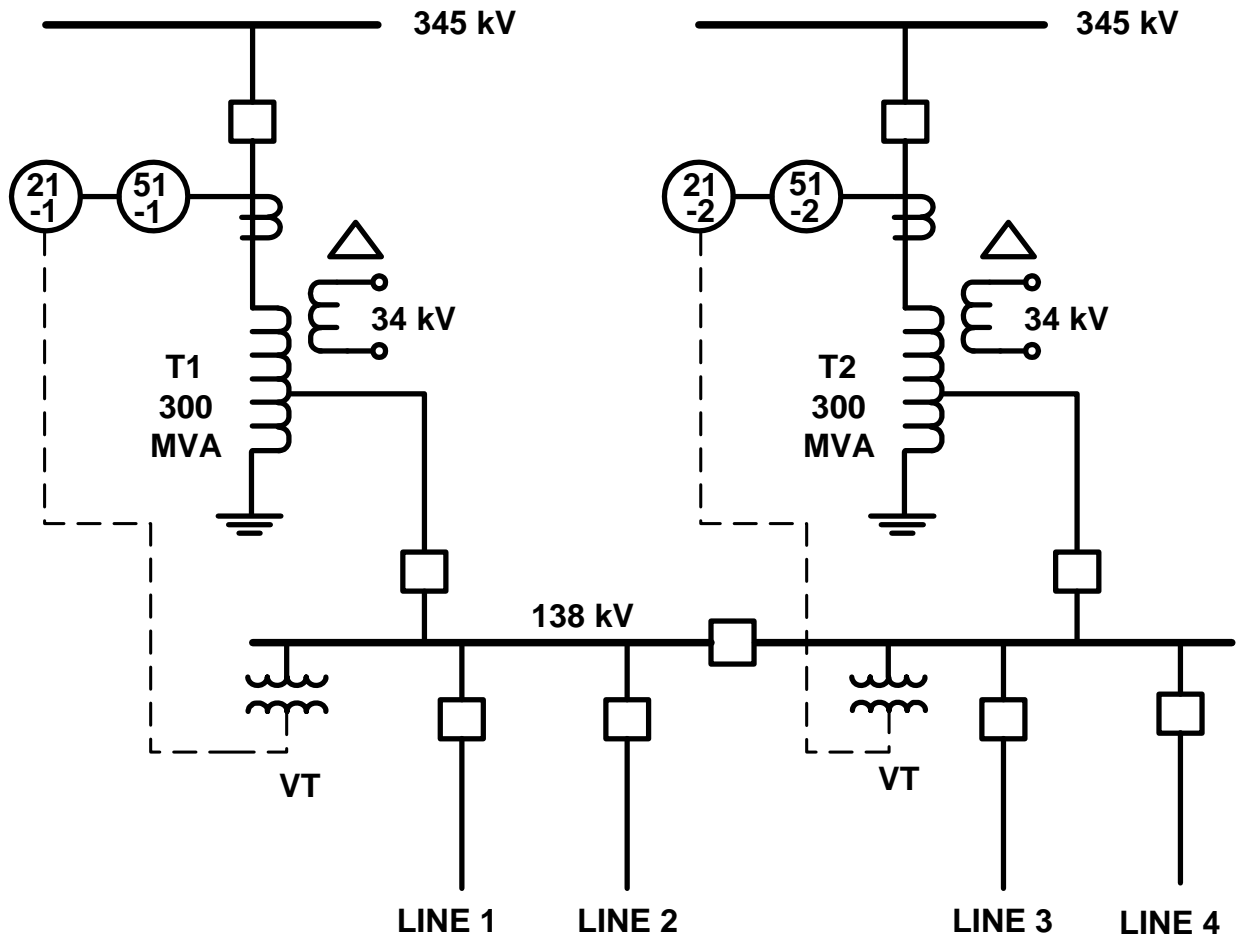 345 kV
345 kV
21
-1
51
-1
21
-2
51
-2
34 kV
34 kV
T1
300
MVA
T2
300
MVA
138 kV
VT
VT
LINE 1
LINE 2
LINE 3
LINE 4